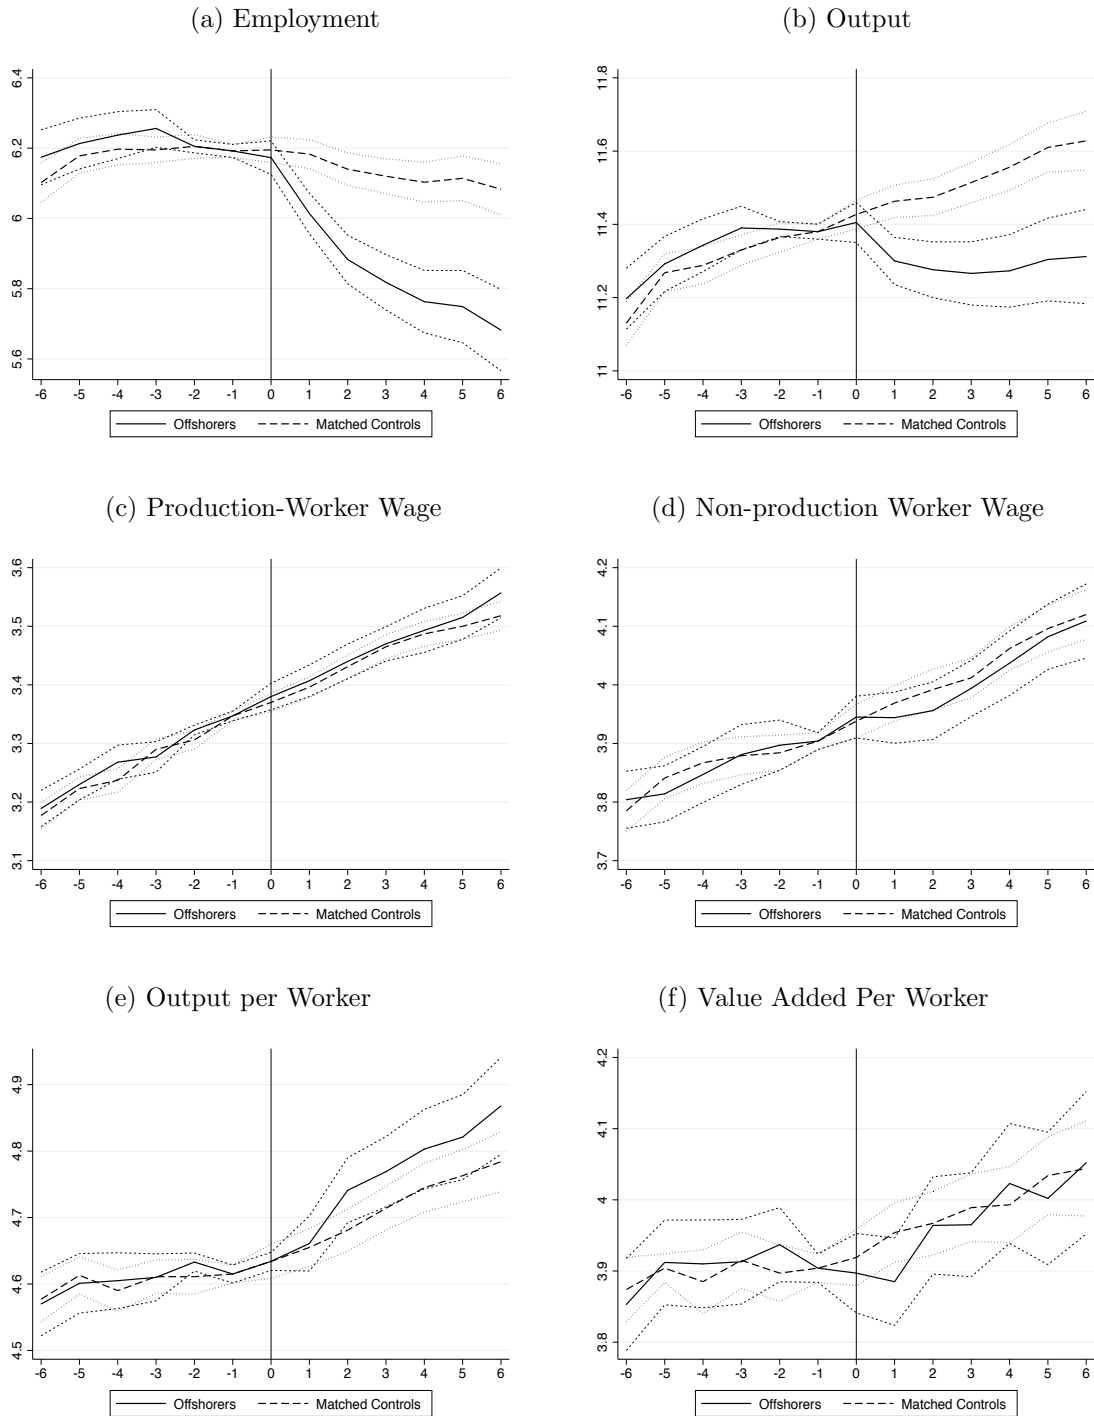 (a) Employment
(b) Output
6.4
6.2
6
5.8
5.6
-6 -5 -4 -3 -2 -1 0 1 2 3 4 5 6
Offshorers Matched Controls
11.8
11.6
11.4
11.2
11
-6 -5 -4 -3 -2 -1 0 1 2 3 4 5 6
Offshorers Matched Controls
(c) Production-Worker Wage
(d) Non-production Worker Wage
3.6
3.5
3.4
3.3
3.2
3.1
-6 -5 -4 -3 -2 -1 0 1 2 3 4 5 6
Offshorers Matched Controls
4.2
4.1
4
3.9
3.8
3.7
-6 -5 -4 -3 -2 -1 0 1 2 3 4 5 6
Offshorers Matched Controls
(e) Output per Worker
(f) Value Added Per Worker
4.9
4.8
4.7
4.6
4.5
-6 -5 -4 -3 -2 -1 0 1 2 3 4 5 6
Offshorers Matched Controls
4.2
4.1
4
3.9
3.8
-6 -5 -4 -3 -2 -1 0 1 2 3 4 5 6
Offshorers Matched Controls